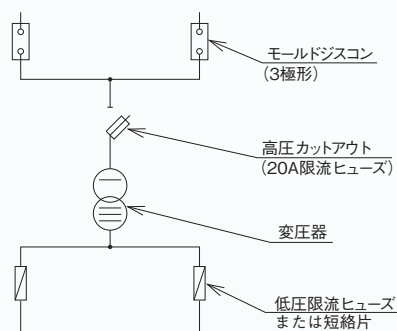 モールドジスコン
(3極形)
高圧カットアウト
(20A限流ヒューズ)
変圧器
低圧限流ヒューズ
または短絡片